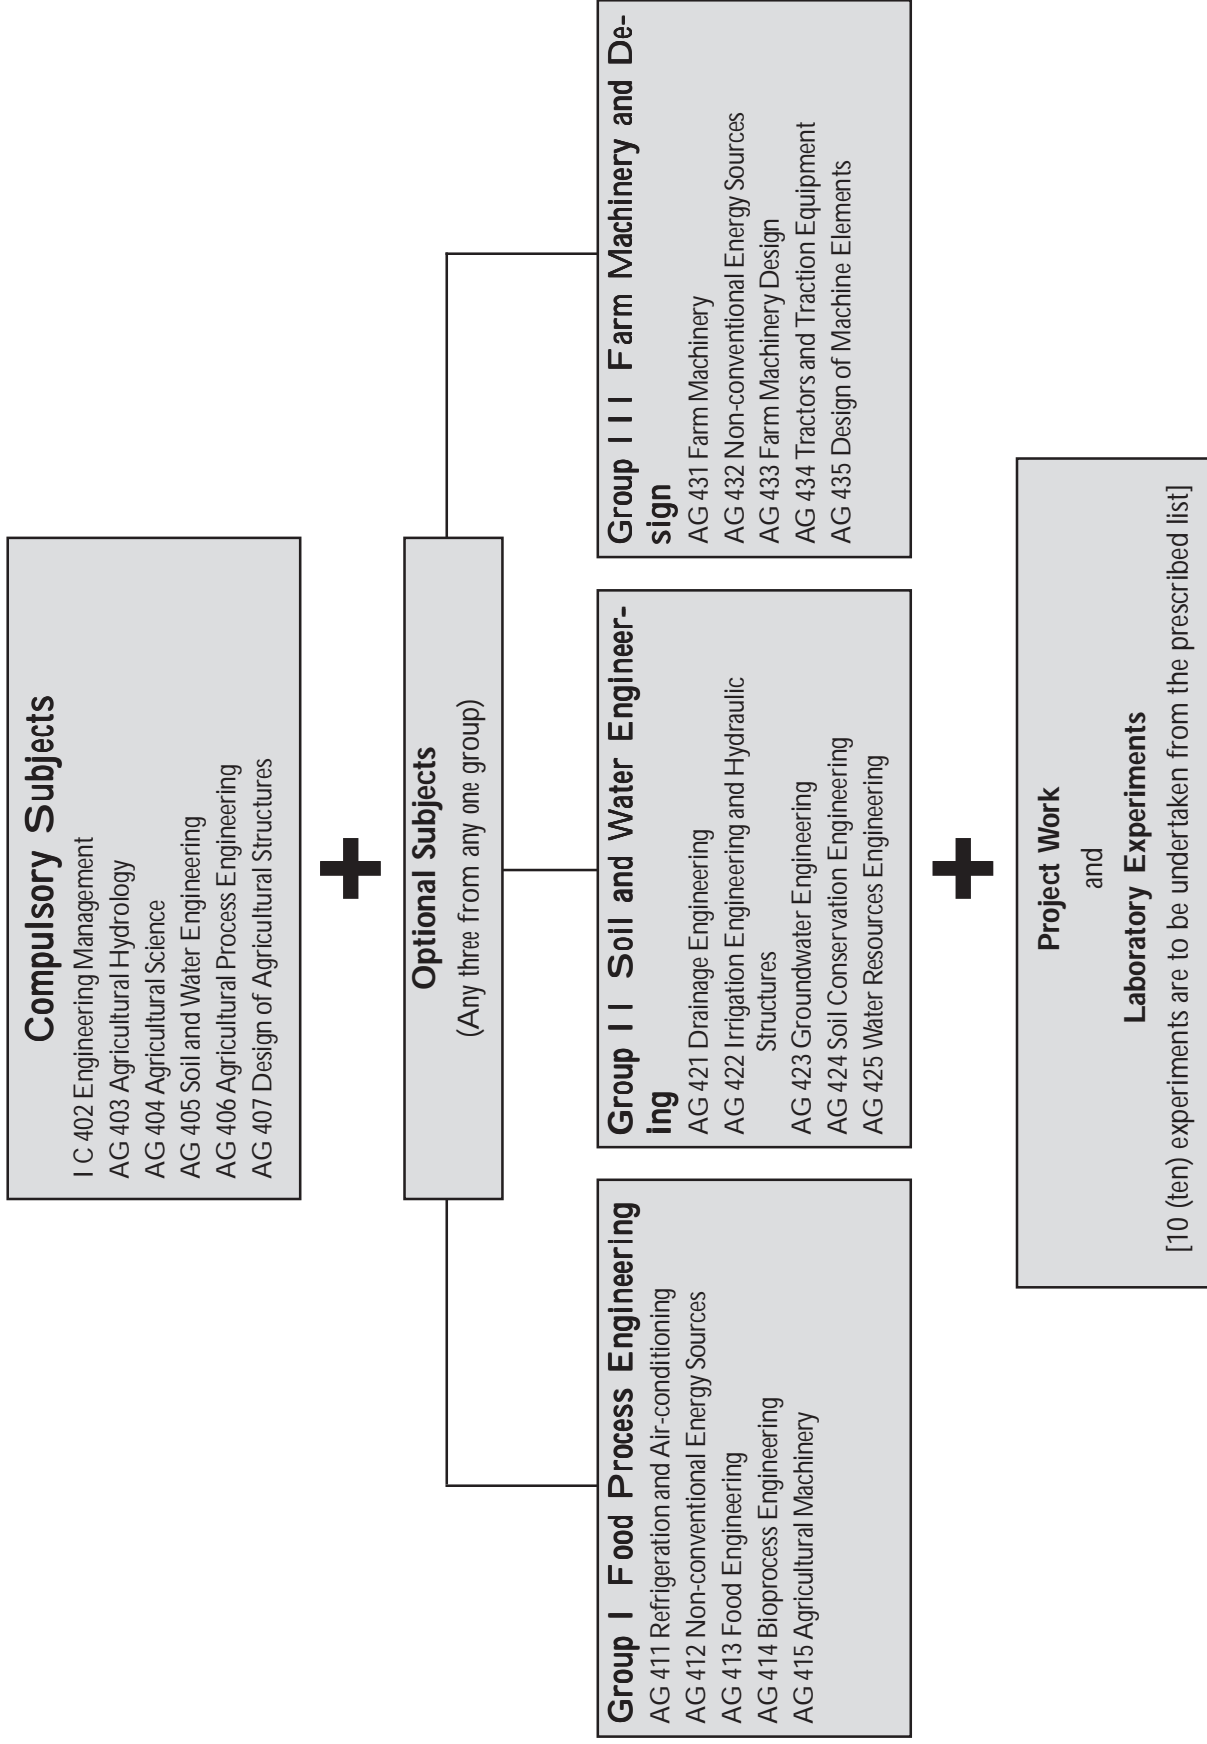 Compulsory Subjects
I C 402 Engineering Management
AG 403 Agricultural Hydrology
AG 404 Agricultural Science
AG 405 Soil and Water Engineering
AG 406 Agricultural Process Engineering
AG 407 Design of Agricultural Structures
+
Optional Subjects
(Any three from any one group)
Group I Food Process Engineering
AG 411 Refrigeration and Air-conditioning
AG 412 Non-conventional Energy Sources
AG 413 Food Engineering
AG 414 Bioprocess Engineering
AG 415 Agricultural Machinery
Group II Soil and Water Engineer-
ing
AG 421 Drainage Engineering
AG 422 Irrigation Engineering and Hydraulic
Structures
AG 423 Groundwater Engineering
AG 424 Soil Conservation Engineering
AG 425 Water Resources Engineering
Group III Farm Machinery and De-
sign
AG 431 Farm Machinery
AG 432 Non-conventional Energy Sources
AG 433 Farm Machinery Design
AG 434 Tractors and Traction Equipment
AG 435 Design of Machine Elements
+
Project Work
and
Laboratory Experiments
[10 (ten) experiments are to be undertaken from the prescribed list]